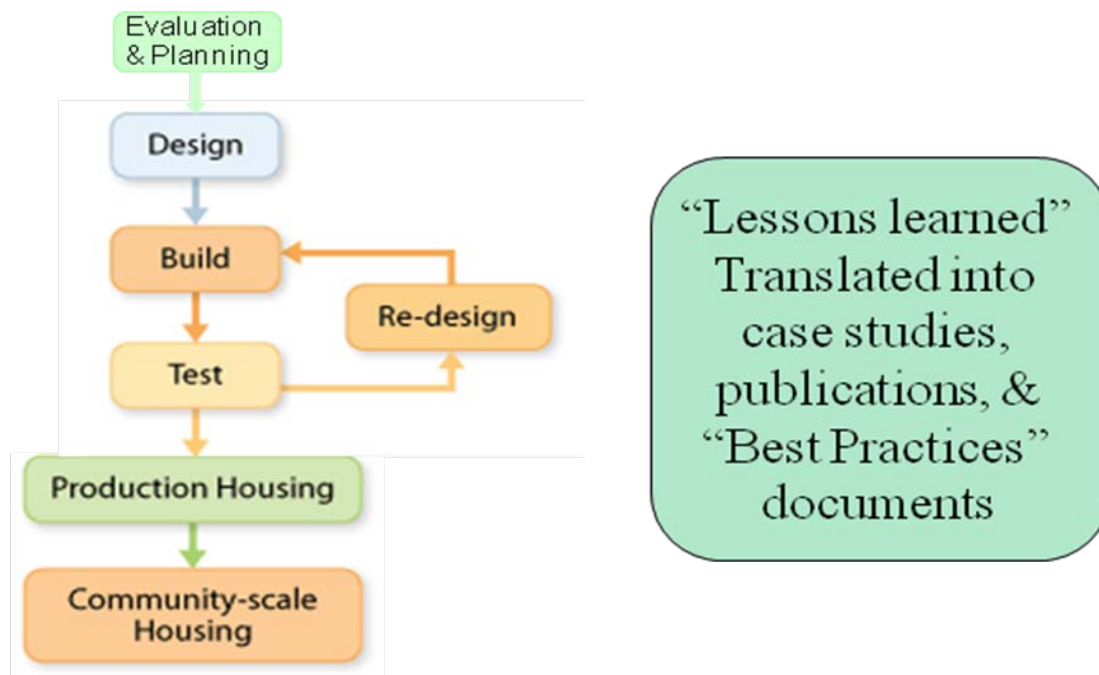 Evaluation
& Planning
Design
Build
Re-design
Test
Production Housing
Community-scale
Housing
“Lessons learned”
Translated into
case studies,
publications, &
“Best Practices”
documents